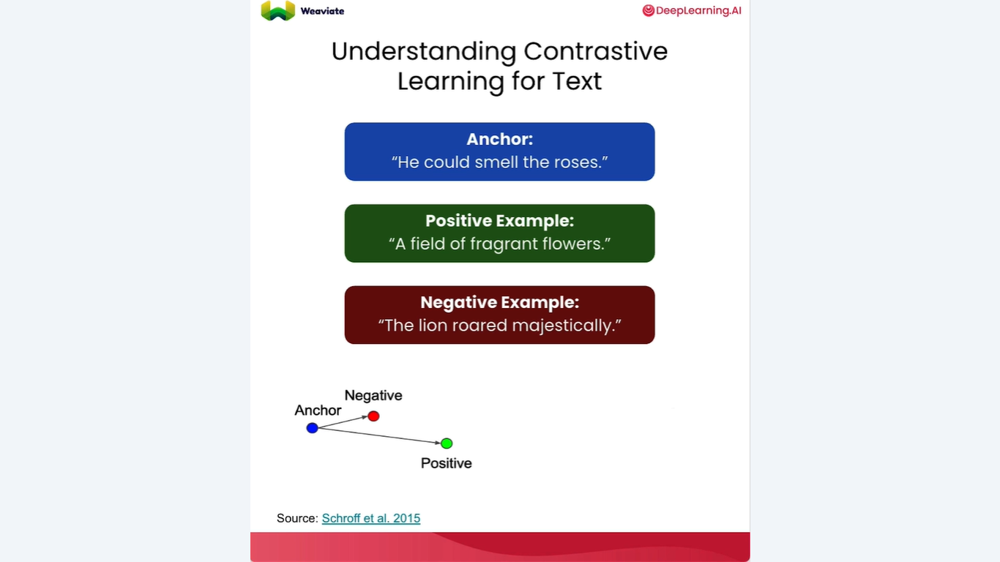 Weaviate
DeepLearning.AI
Understanding Contrastive
Learning for Text
Anchor:
“He could smell the roses.”
Positive Example:
“A field of fragrant flowers.”
Negative Example:
“The lion roared majestically.”
Negative
Anchor
Positive
Source: Schroff et al. 2015